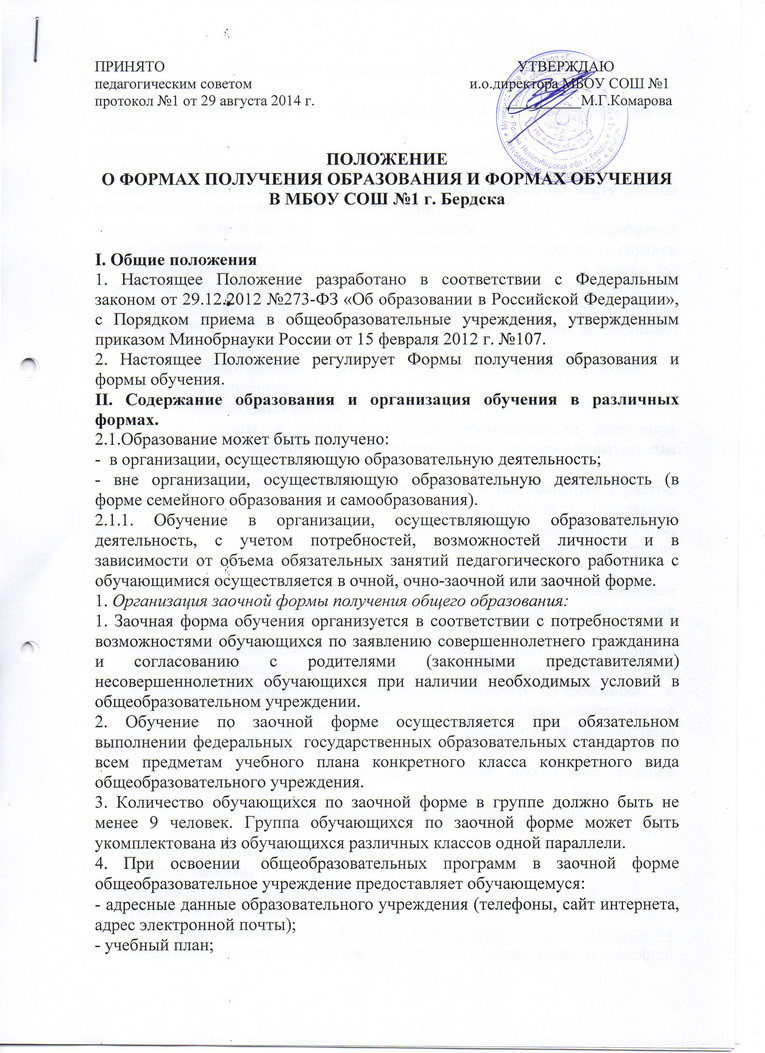 ПРИНЯТО
педагогическим советом
протокол №1 от 29 августа 2014 г.
УТВЕРЖДАЮ
и.о.директора МБОУ СОШ №1
__________М.Г.Комарова
ПОЛОЖЕНИЕ
О ФОРМАХ ПОЛУЧЕНИЯ ОБРАЗОВАНИЯ И ФОРМАХ ОБУЧЕНИЯ
В МБОУ СОШ №1 г. Бердска
I. Общие положения
1. Настоящее Положение разработано в соответствии с Федеральным
законом от 29.12.2012 №273-ФЗ «Об образовании в Российской Федерации»,
с Порядком приема в общеобразовательные учреждения, утвержденным
приказом Минобрнауки России от 15 февраля 2012 г. №107.
2. Настоящее Положение регулирует Формы получения образования и
формы обучения.
II. Содержание образования и организация обучения в различных
формах.
2.1.Образование может быть получено:
- в организации, осуществляющую образовательную деятельность;
- вне организации, осуществляющую образовательную деятельность (в
форме семейного образования и самообразования).
2.1.1. Обучение в организации, осуществляющую образовательную
деятельность, с учетом потребностей, возможностей личности и в
зависимости от объема обязательных занятий педагогического работника с
обучающимися осуществляется в очной, очно-заочной или заочной форме.
1. Организация заочной формы получения общего образования:
1. Заочная форма обучения организуется в соответствии с потребностями и
возможностями обучающихся по заявлению совершеннолетнего гражданина
и согласованию с родителями (законными представителями)
несовершеннолетних обучающихся при наличии необходимых условий в
общеобразовательном учреждении.
2. Обучение по заочной форме осуществляется при обязательном
выполнении федеральных государственных образовательных стандартов по
всем предметам учебного плана конкретного класса конкретного вида
общеобразовательного учреждения.
3. Количество обучающихся по заочной форме в группе должно быть не
менее 9 человек. Группа обучающихся по заочной форме может быть
укомплектована из обучающихся различных классов одной параллели.
4. При освоении общеобразовательных программ в заочной форме
общеобразовательное учреждение предоставляет обучающемуся:
- адресные данные образовательного учреждения (телефоны, сайт интернета,
адрес электронной почты);
- учебный план;